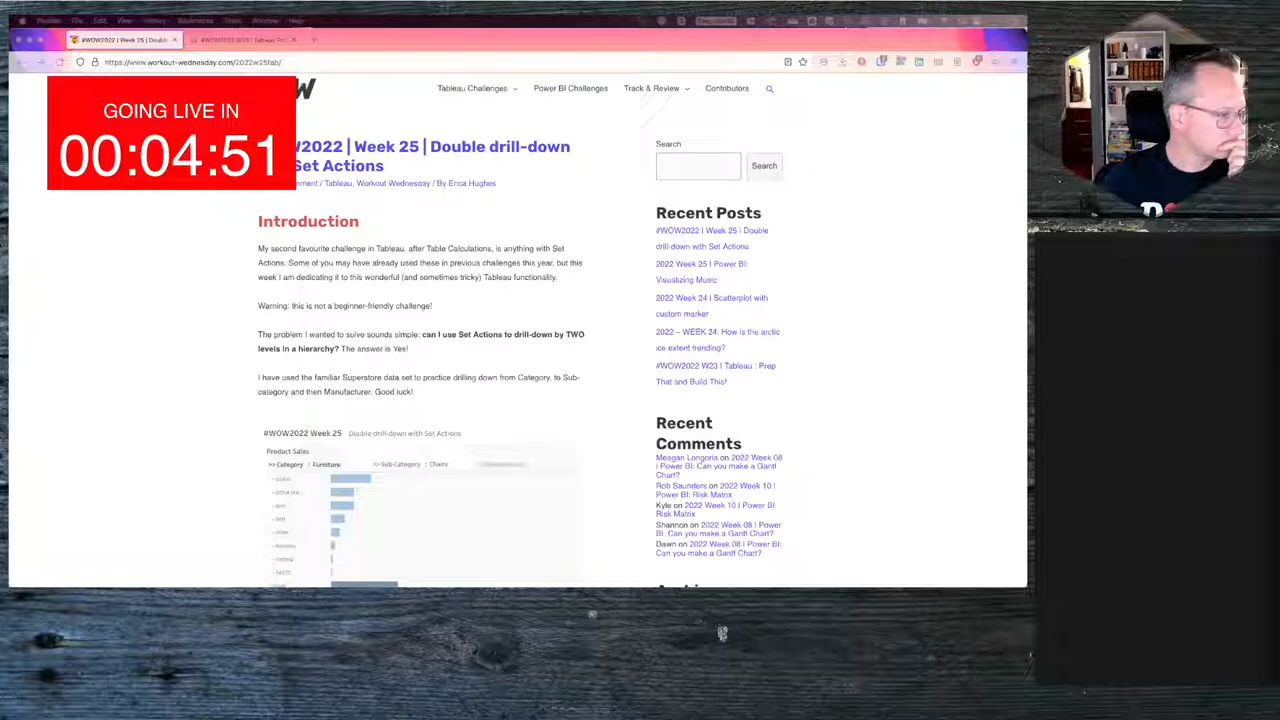 #WOW2022 | Week 25 | Double
#WOW2022 W25 | Tableau
https://www.workout-wednesday.com/2022w25tab/
GOING LIVE IN
00:04:51
W
Tableau Challenges
Power BI Challenges
Track & Review
Contributors
W2022 | Week 25 | Double drill-down
Set Actions
mment / Tableau, Workout Wednesday / By Erica Hughes
Introduction
My second favourite challenge in Tableau, after Table Calculations, is anything with Set
Actions. Some of you may have already used these in previous challenges this year, but this
week I am dedicating it to this wonderful (and sometimes tricky) Tableau functionality.
Warning: this is not a beginner-friendly challenge!
The problem I wanted to solve sounds simple: can I use Set Actions to drill-down by TWO
levels in a hierarchy? The answer is Yes!
I have used the familiar Superstore data set to practice drilling down from Category, to Sub-
category and then Manufacturer. Good luck!
#WOW2022 Week 25 Double drill-down with Set Actions
Product Sales
>> Category : Furniture >> Sub-Category : Chairs
Search
Search
Recent Posts
#WOW2022 | Week 25 | Double
drill-down with Set Actions
2022 Week 25 | Power BI:
Visualizing Music
2022 Week 24 | Scatterplot with
custom marker
2022 – WEEK 24. How is the arctic
ice extent trending?
#WOW2022 W23 | Tableau : Prep
That and Build This!
Recent
Comments
Meagan Longoria on 2022 Week 08
| Power BI: Can you make a Gantt
Chart?
Rob Saunders on 2022 Week 10 |
Power BI: Risk Matrix
Kyle on 2022 Week 10 | Power BI:
Risk Matrix
Shannon on 2022 Week 08 | Power
BI: Can you make a Gantt Chart?
Dawn on 2022 Week 08 | Power BI:
Can you make a Gantt Chart?